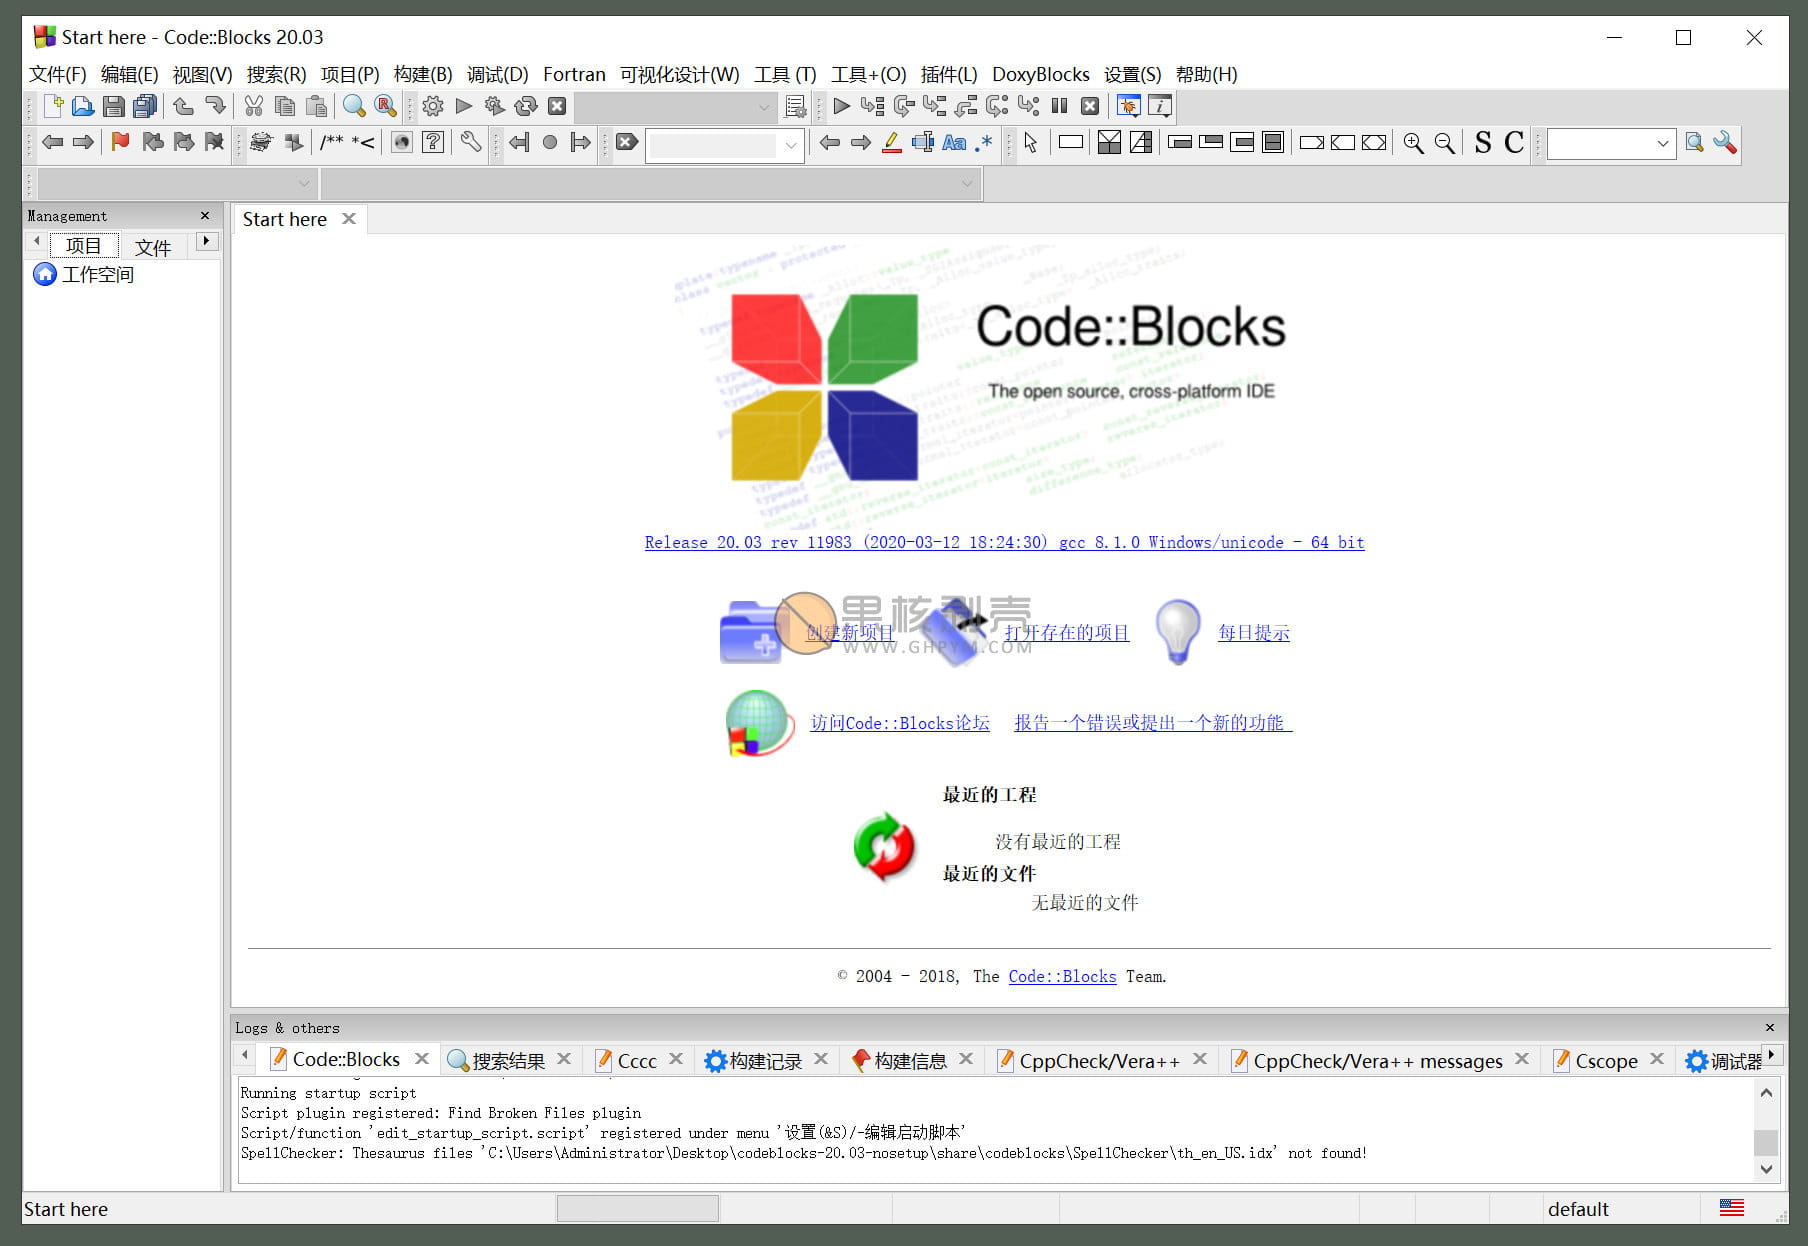 Start here - Code::Blocks 20.03
文件(F) 编辑(E) 视图(V) 搜索(R) 项目(P) 构建(B) 调试(D) Fortran 可视化设计(W) 工具 (T) 工具+(O) 插件(L) DoxyBlocks 设置(S) 帮助(H)
/** *<
Aa .*
S C
Management
Start here
项目 文件
工作空间
Code::Blocks
The open source, cross-platform IDE
Release 20.03 rev 11983 (2020-03-12 18:24:30) gcc 8.1.0 Windows/unicode - 64 bit
果核剥壳
创建新项目 打开存在的项目 每日提示
WWW.GHPYM.COM
访问Code::Blocks论坛 报告一个错误或提出一个新的功能
最近的工程
没有最近的工程
最近的文件
无最近的文件
© 2004 - 2018, The Code::Blocks Team.
Logs & others
Code::Blocks 搜索结果 Cccc 构建记录 构建信息 CppCheck/Vera++ CppCheck/Vera++ messages Cscope 调试器
Running startup script
Script plugin registered: Find Broken Files plugin
Script/function 'edit_startup_script.script' registered under menu '设置(&S)/-编辑启动脚本'
SpellChecker: Thesaurus files 'C:\Users\Administrator\Desktop\codeblocks-20.03-nosetup\share\codeblocks\SpellChecker\th_en_US.idx' not found!
Start here default